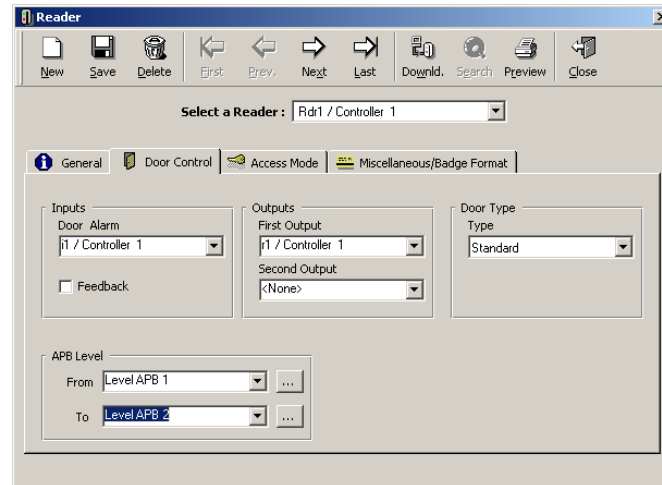 Reader
New Save Delete First Prev. Next Last Downld. Search Preview Close
Select a Reader : Rdr1 / Controller 1
General Door Control Access Mode Miscellaneous/Badge Format
Inputs
Door Alarm
i1 / Controller 1
Feedback
Outputs
First Output
r1 / Controller 1
Second Output
<None>
Door Type
Type
Standard
APB Level
From Level APB 1 ...
To Level APB 2 ...